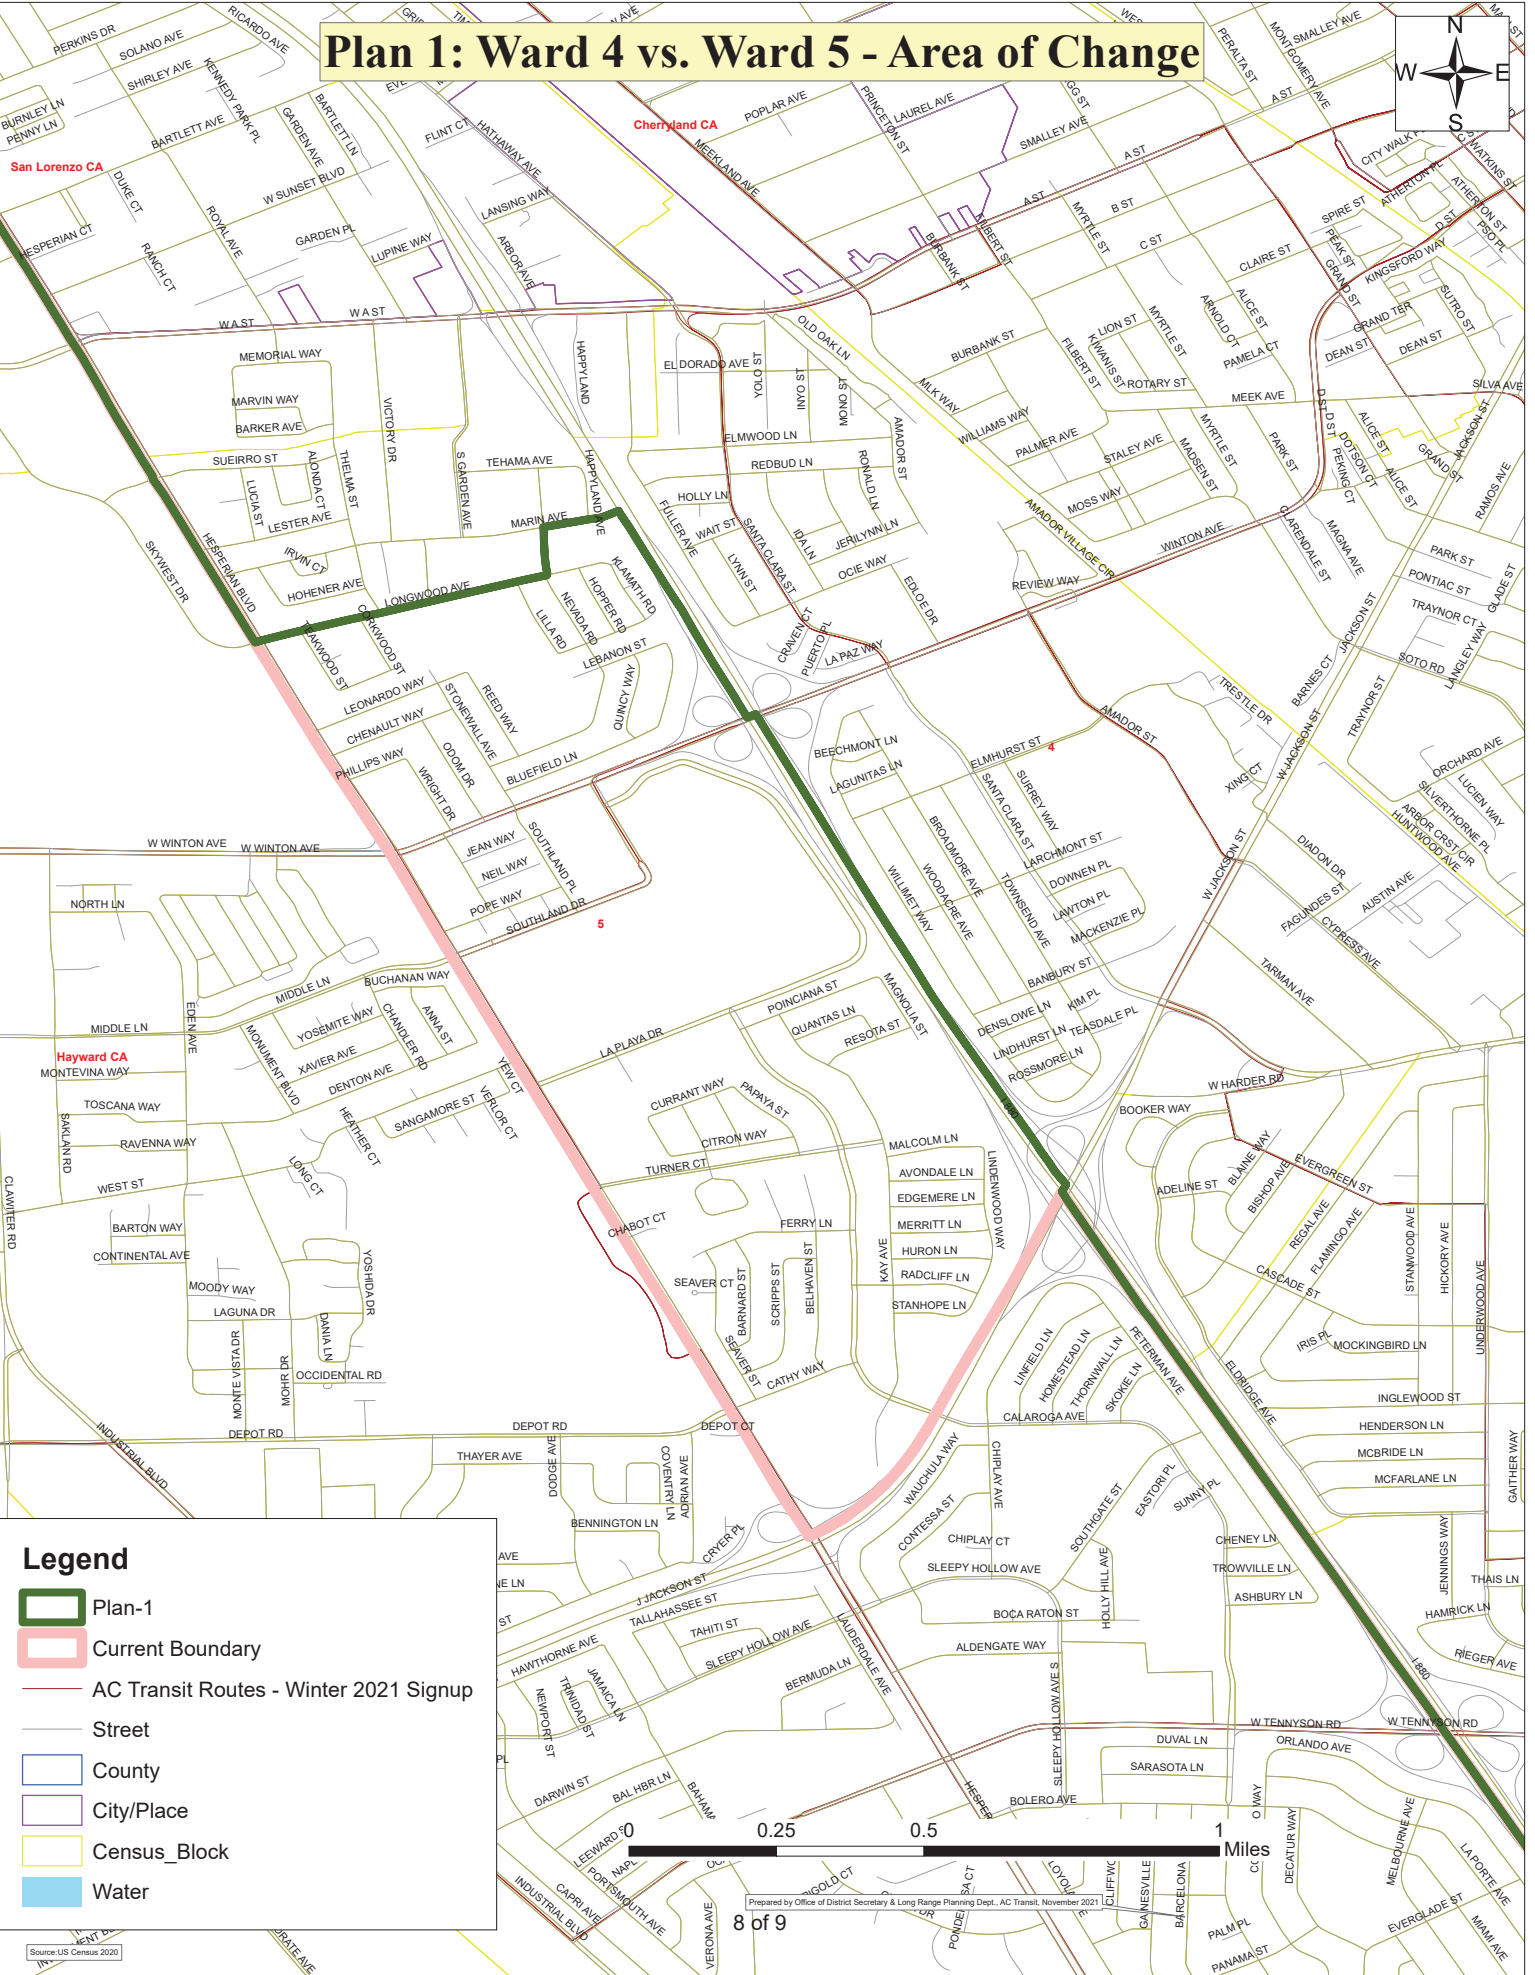 Plan 1: Ward 4 vs. Ward 5 - Area of Change
N
W E
S
PERKINS DR
SOLANO AVE
RICARDO AVE
SHIRLEY AVE
KENNEDY PARK PL
BURNLEY LN
PENNY LN
BARTLETT AVE
GARDEN AVE
BARTLETT LN
FLINT CT
HATHAWAY AVE
Cherryland CA
POPLAR AVE
PRINCETON ST
LAUREL AVE
SMALLEY AVE
PERALTA ST
MONTGOMERY AVE
SMALLEY AVE
A ST
San Lorenzo CA
DUKE CT
W SUNSET BLVD
LANSING WAY
MEEKLAND AVE
A ST
CITY WALK
ATHERTON PL
WATKINS ST
ATHERTON ST
HESPERIAN CT
RANCH CT
ROYAL AVE
GARDEN PL
LUPINE WAY
ARBOR AVE
BURBANK ST
FILBERT ST
A ST
MYRTLE ST
B ST
C ST
CLAIRE ST
SPIRE ST
PEAK ST
GRAND ST
KINGSFORD WAY
D ST
PSO PL
W A ST
W A ST
MEMORIAL WAY
MARVIN WAY
BARKER AVE
SUEIRRO ST
VICTORY DR
HAPPYLAND
EL DORADO AVE
YOLO ST
INYO ST
MONO ST
OLD OAK LN
BURBANK ST
LION ST
KIWANIS ST
FILBERT ST
MYRTLE ST
ARNOLD CT
ALICE ST
PAMELA CT
ROTARY ST
MEEK AVE
GRAND TER
DEAN ST
DEAN ST
SUTRO ST
SILVA AVE
MLK WAY
WILLIAMS WAY
PALMER AVE
STALEY AVE
MOSS WAY
MADSEN ST
MYRTLE ST
PARK ST
D ST
D ST
ALICE ST
DOTSON CT
PEKING CT
ALICE ST
GRAND ST
JACKSON ST
RAMOS AVE
ELMWOOD LN
REDBUD LN
AMADOR ST
RONALD LN
HOLLY LN
WAIT ST
FULLER AVE
LYNN ST
SANTA CLARA ST
IDA LN
JERILYNN LN
OCIE WAY
EDLOE DR
AMADOR VILLAGE CIR
WINTON AVE
REVIEW WAY
CLARENDALE ST
MAGNA AVE
PARK ST
PONTIAC ST
TRAYNOR CT
GLADE ST
SOTO RD
LANGLEY WAY
LUCIA ST
ALONDA CT
THELMA ST
LESTER AVE
IRVIN CT
HOHENER AVE
S GARDEN AVE
TEHAMA AVE
HAPPYLAND AVE
MARIN AVE
LONGWOOD AVE
HESPERIAN BLVD
SKYWEST DR
TEAKWOOD ST
CORKWOOD ST
LILLA RD
NEVADA RD
HOPPER RD
KLAMATH RD
LEBANON ST
QUINCY WAY
CRAVEN CT
PUERTO PL
LA PAZ WAY
LEONARDO WAY
CHENAULT WAY
PHILLIPS WAY
STONEWALL AVE
REED WAY
ODOM DR
WRIGHT DR
BLUEFIELD LN
JEAN WAY
NEIL WAY
POPE WAY
SOUTHLAND PL
SOUTHLAND DR
5
BEECHMONT LN
LAGUNITAS LN
ELMHURST ST
4
AMADOR ST
TRESTLE DR
BARNES CT
JACKSON ST
W JACKSON ST
TRAYNOR ST
XING CT
ORCHARD AVE
LUCIEN WAY
SILVERTHORNE PL
ARBOR CRST CIR
HUNTWOOD AVE
SANTA CLARA ST
SURREY WAY
LARCHMONT ST
DOWNEN PL
LAWTON PL
MACKENZIE PL
BROADMORE AVE
WOODACRE AVE
WILLIMET WAY
TOWNSEND AVE
BANBURY ST
W JACKSON ST
DIADON DR
FAGUNDES ST
AUSTIN AVE
CYPRESS AVE
TARMAN AVE
W WINTON AVE
W WINTON AVE
NORTH LN
EDEN AVE
MIDDLE LN
MIDDLE LN
BUCHANAN WAY
YOSEMITE WAY
CHANDLER RD
ANNA ST
XAVIER AVE
DENTON AVE
MONUMENT BLVD
Hayward CA
MONTEVINA WAY
TOSCANA WAY
RAVENNA WAY
SAKLAN RD
WEST ST
HEATHER CT
SANGAMORE ST
VERLOR CT
YEW CT
LONG CT
LA PLAYA DR
POINCIANA ST
QUANTAS LN
RESOTA ST
MAGNOLIA ST
DENSLOWE LN
KIM PL
LINDHURST LN
TEASDALE PL
ROSSMORE LN
I-880
CURRANT WAY
PAPAYA ST
CITRON WAY
TURNER CT
MALCOLM LN
AVONDALE LN
EDGEMERE LN
MERRITT LN
HURON LN
RADCLIFF LN
STANHOPE LN
LINDENWOOD WAY
KAY AVE
W HARDER RD
BOOKER WAY
BLAINE WAY
BISHOP AVE
ADELINE ST
EVERGREEN ST
REGAL AVE
FLAMINGO AVE
CASCADE ST
STANWOOD AVE
HICKORY AVE
UNDERWOOD AVE
CLAWITER RD
BARTON WAY
CONTINENTAL AVE
MOODY WAY
LAGUNA DR
YOSHIDA DR
DANIA LN
MONTE VISTA DR
MOHR DR
OCCIDENTAL RD
DEPOT RD
INDUSTRIAL BLVD
CHABOT CT
FERRY LN
SEAVER CT
BARNARD ST
SCRIPPS ST
BELHAVEN ST
SEAVER ST
CATHY WAY
DEPOT RD
DEPOT CT
THAYER AVE
DODGE AVE
COVENTRY LN
ADRIAN AVE
BENNINGTON LN
CRYER PL
LINFIELD LN
HOMESTEAD LN
THORNWALL LN
SKOKIE LN
PETERMAN AVE
CALAROGA AVE
ELDRIDGE AVE
IRIS PL
MOCKINGBIRD LN
INGLEWOOD ST
HENDERSON LN
MCBRIDE LN
MCFARLANE LN
GAITHER WAY
WAUCHULA WAY
CHIPLAY AVE
CONTESSA ST
CHIPLAY CT
SLEEPY HOLLOW AVE
SOUTHGATE ST
EASTORI PL
SUNNY PL
HOLLY HILL AVE
CHENEY LN
TROWVILLE LN
ASHBURY LN
JENNINGS WAY
THAIS LN
HAMRICK LN
RIEGER AVE
I-880
BOCA RATON ST
ALDENGATE WAY
J JACKSON ST
TALLAHASSEE ST
TAHITI ST
SLEEPY HOLLOW AVE
HAWTHORNE AVE
JAMAICA LN
TRINIDAD ST
NEWPORT ST
BERMUDA LN
LAUDERDALE AVE
SLEEPY HOLLOW AVE S
W TENNYSON RD
W TENNYSON RD
DUVAL LN
ORLANDO AVE
SARASOTA LN
BOLERO AVE
DARWIN ST
BAL HBR LN
BAHAMA
HESPER
DECATUR WAY
MELBOURNE AVE
LA PORTE AVE
EVERGLADE ST
MIAMI AVE
PALM PL
PANAMA ST
BARCELONA
GAINESVILLE
PORTSMOUTH AVE
CAPRI AVE
INDUSTRIAL BLVD
VERONA AVE
Legend
Plan-1
Current Boundary
AC Transit Routes - Winter 2021 Signup
Street
County
City/Place
Census_Block
Water
0 0.25 0.5 1
Miles
Prepared by Office of District Secretary & Long Range Planning Dept., AC Transit, November 2021
8 of 9
Source:US Census 2020